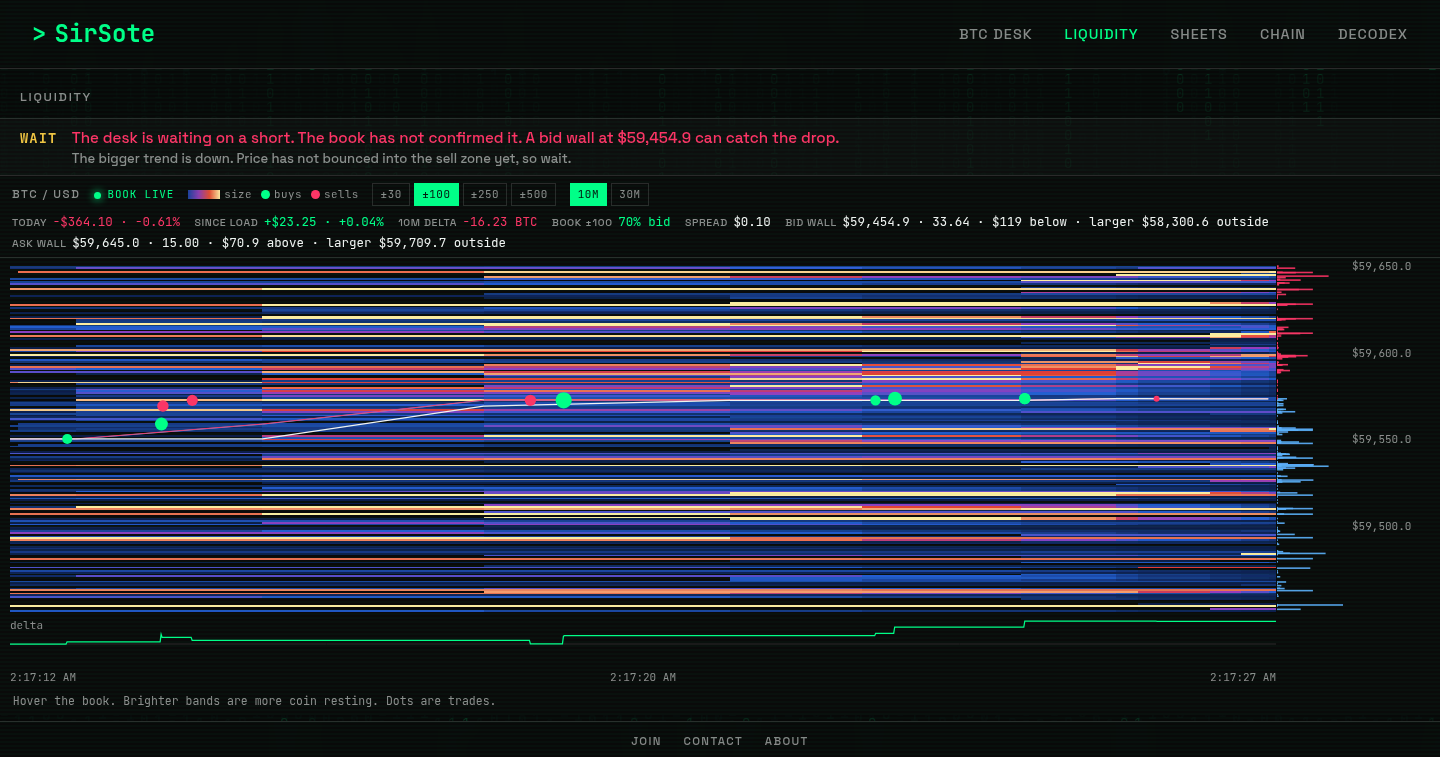 > SirSote
BTC DESK LIQUIDITY SHEETS CHAIN DECODEX
LIQUIDITY
WAIT The desk is waiting on a short. The book has not confirmed it. A bid wall at $59,454.9 can catch the drop.
The bigger trend is down. Price has not bounced into the sell zone yet, so wait.
BTC / USD BOOK LIVE size buys sells ±30 ±100 ±250 ±500 10M 30M
TODAY -$364.10 · -0.61% SINCE LOAD +$23.25 · +0.04% 10M DELTA -16.23 BTC BOOK ±100 70% bid SPREAD $0.10 BID WALL $59,454.9 · 33.64 · $119 below · larger $58,300.6 outside
ASK WALL $59,645.0 · 15.00 · $70.9 above · larger $59,709.7 outside
$59,650.0
$59,600.0
$59,550.0
$59,500.0
delta
2:17:12 AM 2:17:20 AM 2:17:27 AM
Hover the book. Brighter bands are more coin resting. Dots are trades.
JOIN CONTACT ABOUT